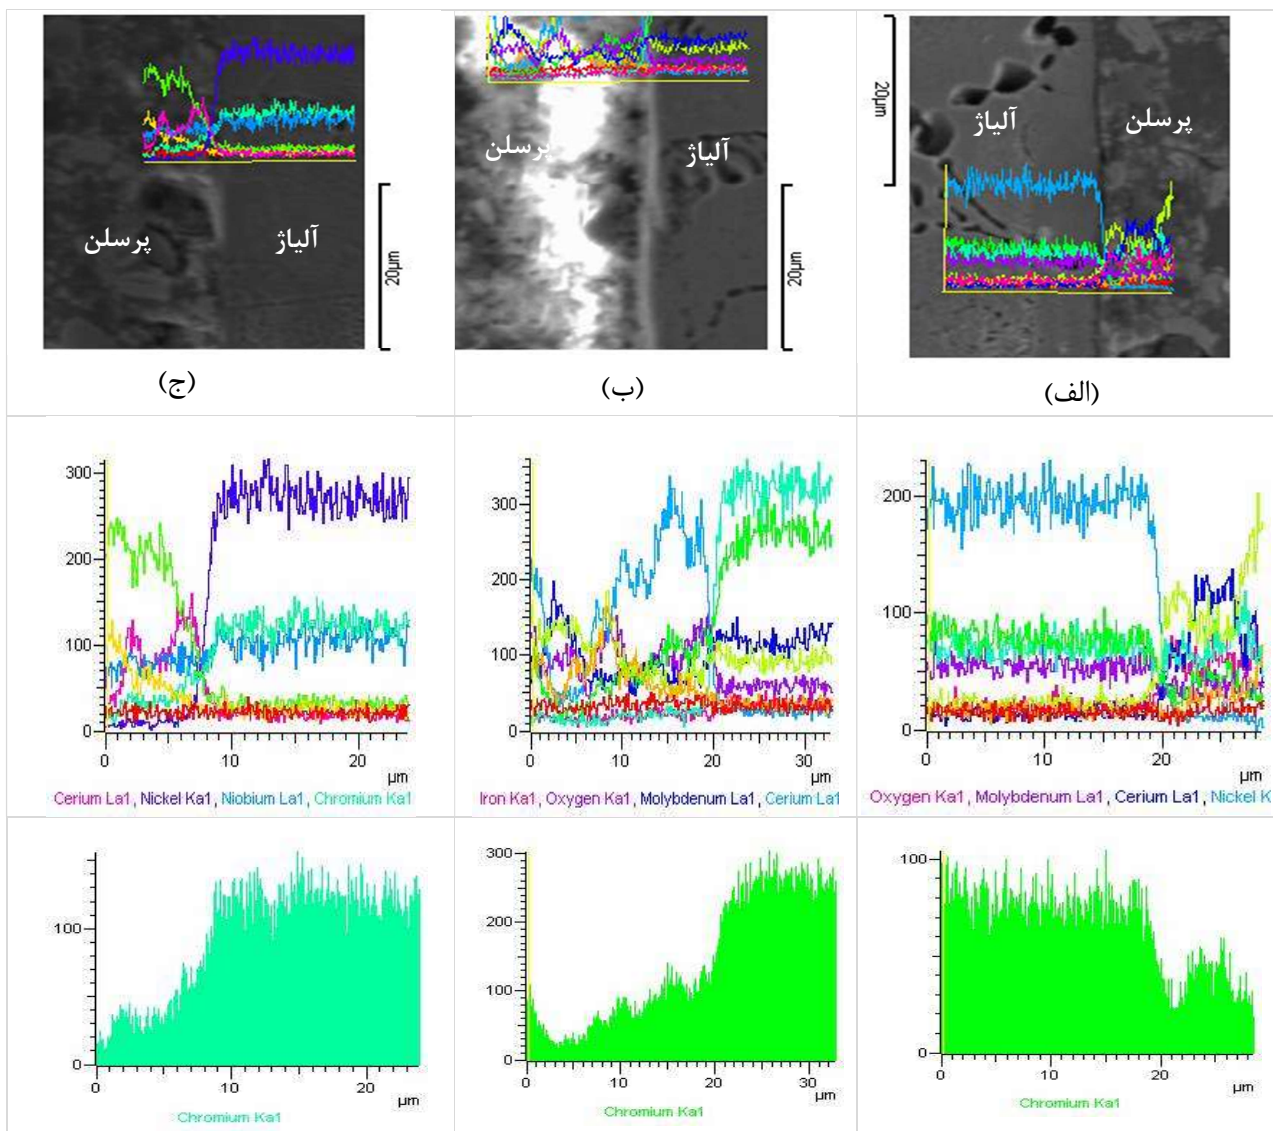 پرسلن
آلیاژ
20µm
(ج)
پرسلن
آلیاژ
20µm
(ب)
20µm
آلیاژ
پرسلن
(الف)
300
200
100
0
0
10
20
µm
Cerium La1, Nickel Ka1, Niobium La1, Chromium Ka1
300
200
100
0
0
10
20
30
µm
Iron Ka1, Oxygen Ka1, Molybdenum La1, Cerium La1
200
100
0
0
10
20
µm
Oxygen Ka1, Molybdenum La1, Cerium La1, Nickel K
100
0
0
10
20
µm
Chromium Ka1
300
200
100
0
0
10
20
30
µm
Chromium Ka1
100
0
0
10
20
µm
Chromium Ka1